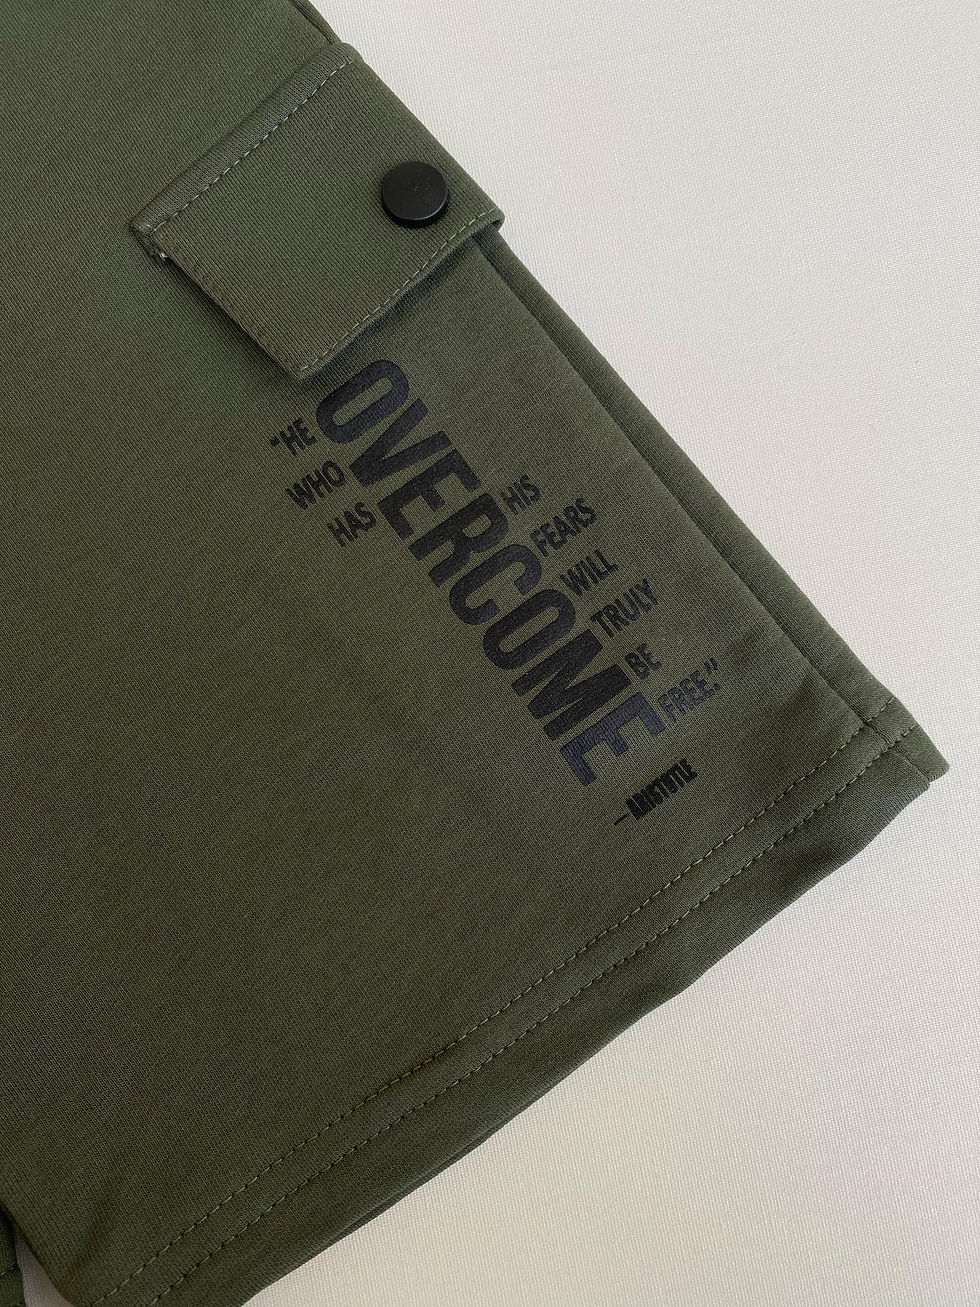 “HE
WHO
HAS
OVERCOME
HIS
FEARS
WILL
TRULY
BE
FREE.”
—ARISTOTLE